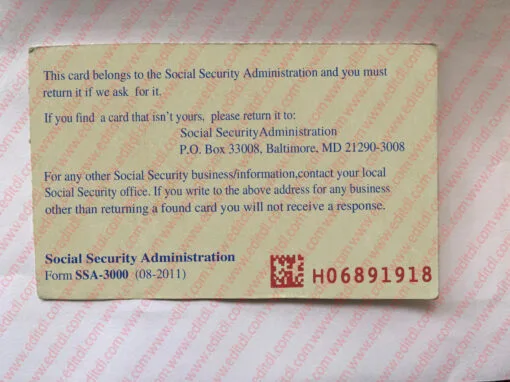 This card belongs to the Social Security Administration and you must
return it if we ask for it.
If you find a card that isn't yours, please return it to:
Social SecurityAdministration
P.O. Box 33008, Baltimore, MD 21290-3008
For any other Social Security business/information,contact your local
Social Security office. If you write to the above address for any business
other than returning a found card you will not receive a response.
Social Security Administration
Form SSA-3000 (08-2011)
H06891918
www.editdl.com